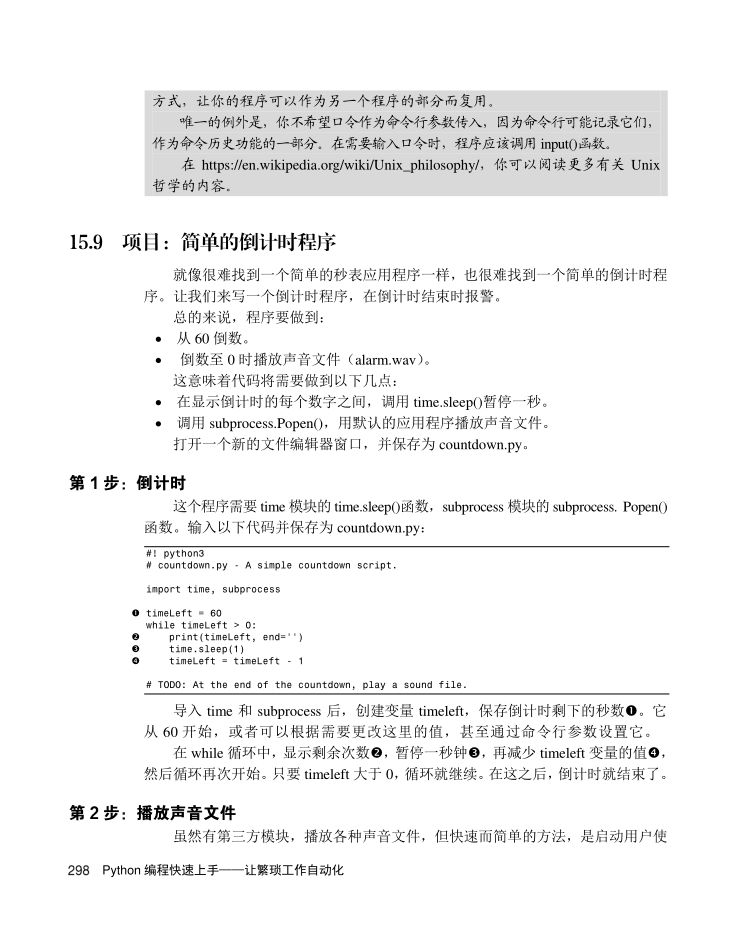 方式，让你的程序可以作为另一个程序的部分而复用。
唯一的例外是，你不希望口令作为命令行参数传入，因为命令行可能记录它们，
作为命令历史功能的一部分。在需要输入口令时，程序应该调用 input()函数。
在 https://en.wikipedia.org/wiki/Unix_philosophy/，你可以阅读更多有关 Unix
哲学的内容。
15.9 项目：简单的倒计时程序
就像很难找到一个简单的秒表应用程序一样，也很难找到一个简单的倒计时程
序。让我们来写一个倒计时程序，在倒计时结束时报警。
总的来说，程序要做到：
• 从 60 倒数。
• 倒数至 0 时播放声音文件（alarm.wav）。
这意味着代码将需要做到以下几点：
• 在显示倒计时的每个数字之间，调用 time.sleep()暂停一秒。
• 调用 subprocess.Popen()，用默认的应用程序播放声音文件。
打开一个新的文件编辑器窗口，并保存为 countdown.py。
第 1 步：倒计时
这个程序需要 time 模块的 time.sleep()函数，subprocess 模块的 subprocess. Popen()
函数。输入以下代码并保存为 countdown.py：
#! python3
# countdown.py - A simple countdown script.
import time, subprocess
❶ timeLeft = 60
while timeLeft > 0:
❷ print(timeLeft, end='')
❸ time.sleep(1)
❹ timeLeft = timeLeft - 1
# TODO: At the end of the countdown, play a sound file.
导入 time 和 subprocess 后，创建变量 timeleft，保存倒计时剩下的秒数❶。它
从 60 开始，或者可以根据需要更改这里的值，甚至通过命令行参数设置它。
在 while 循环中，显示剩余次数❷，暂停一秒钟❸，再减少 timeleft 变量的值❹，
然后循环再次开始。只要 timeleft 大于 0，循环就继续。在这之后，倒计时就结束了。
第 2 步：播放声音文件
虽然有第三方模块，播放各种声音文件，但快速而简单的方法，是启动用户使
298 Python 编程快速上手——让繁琐工作自动化